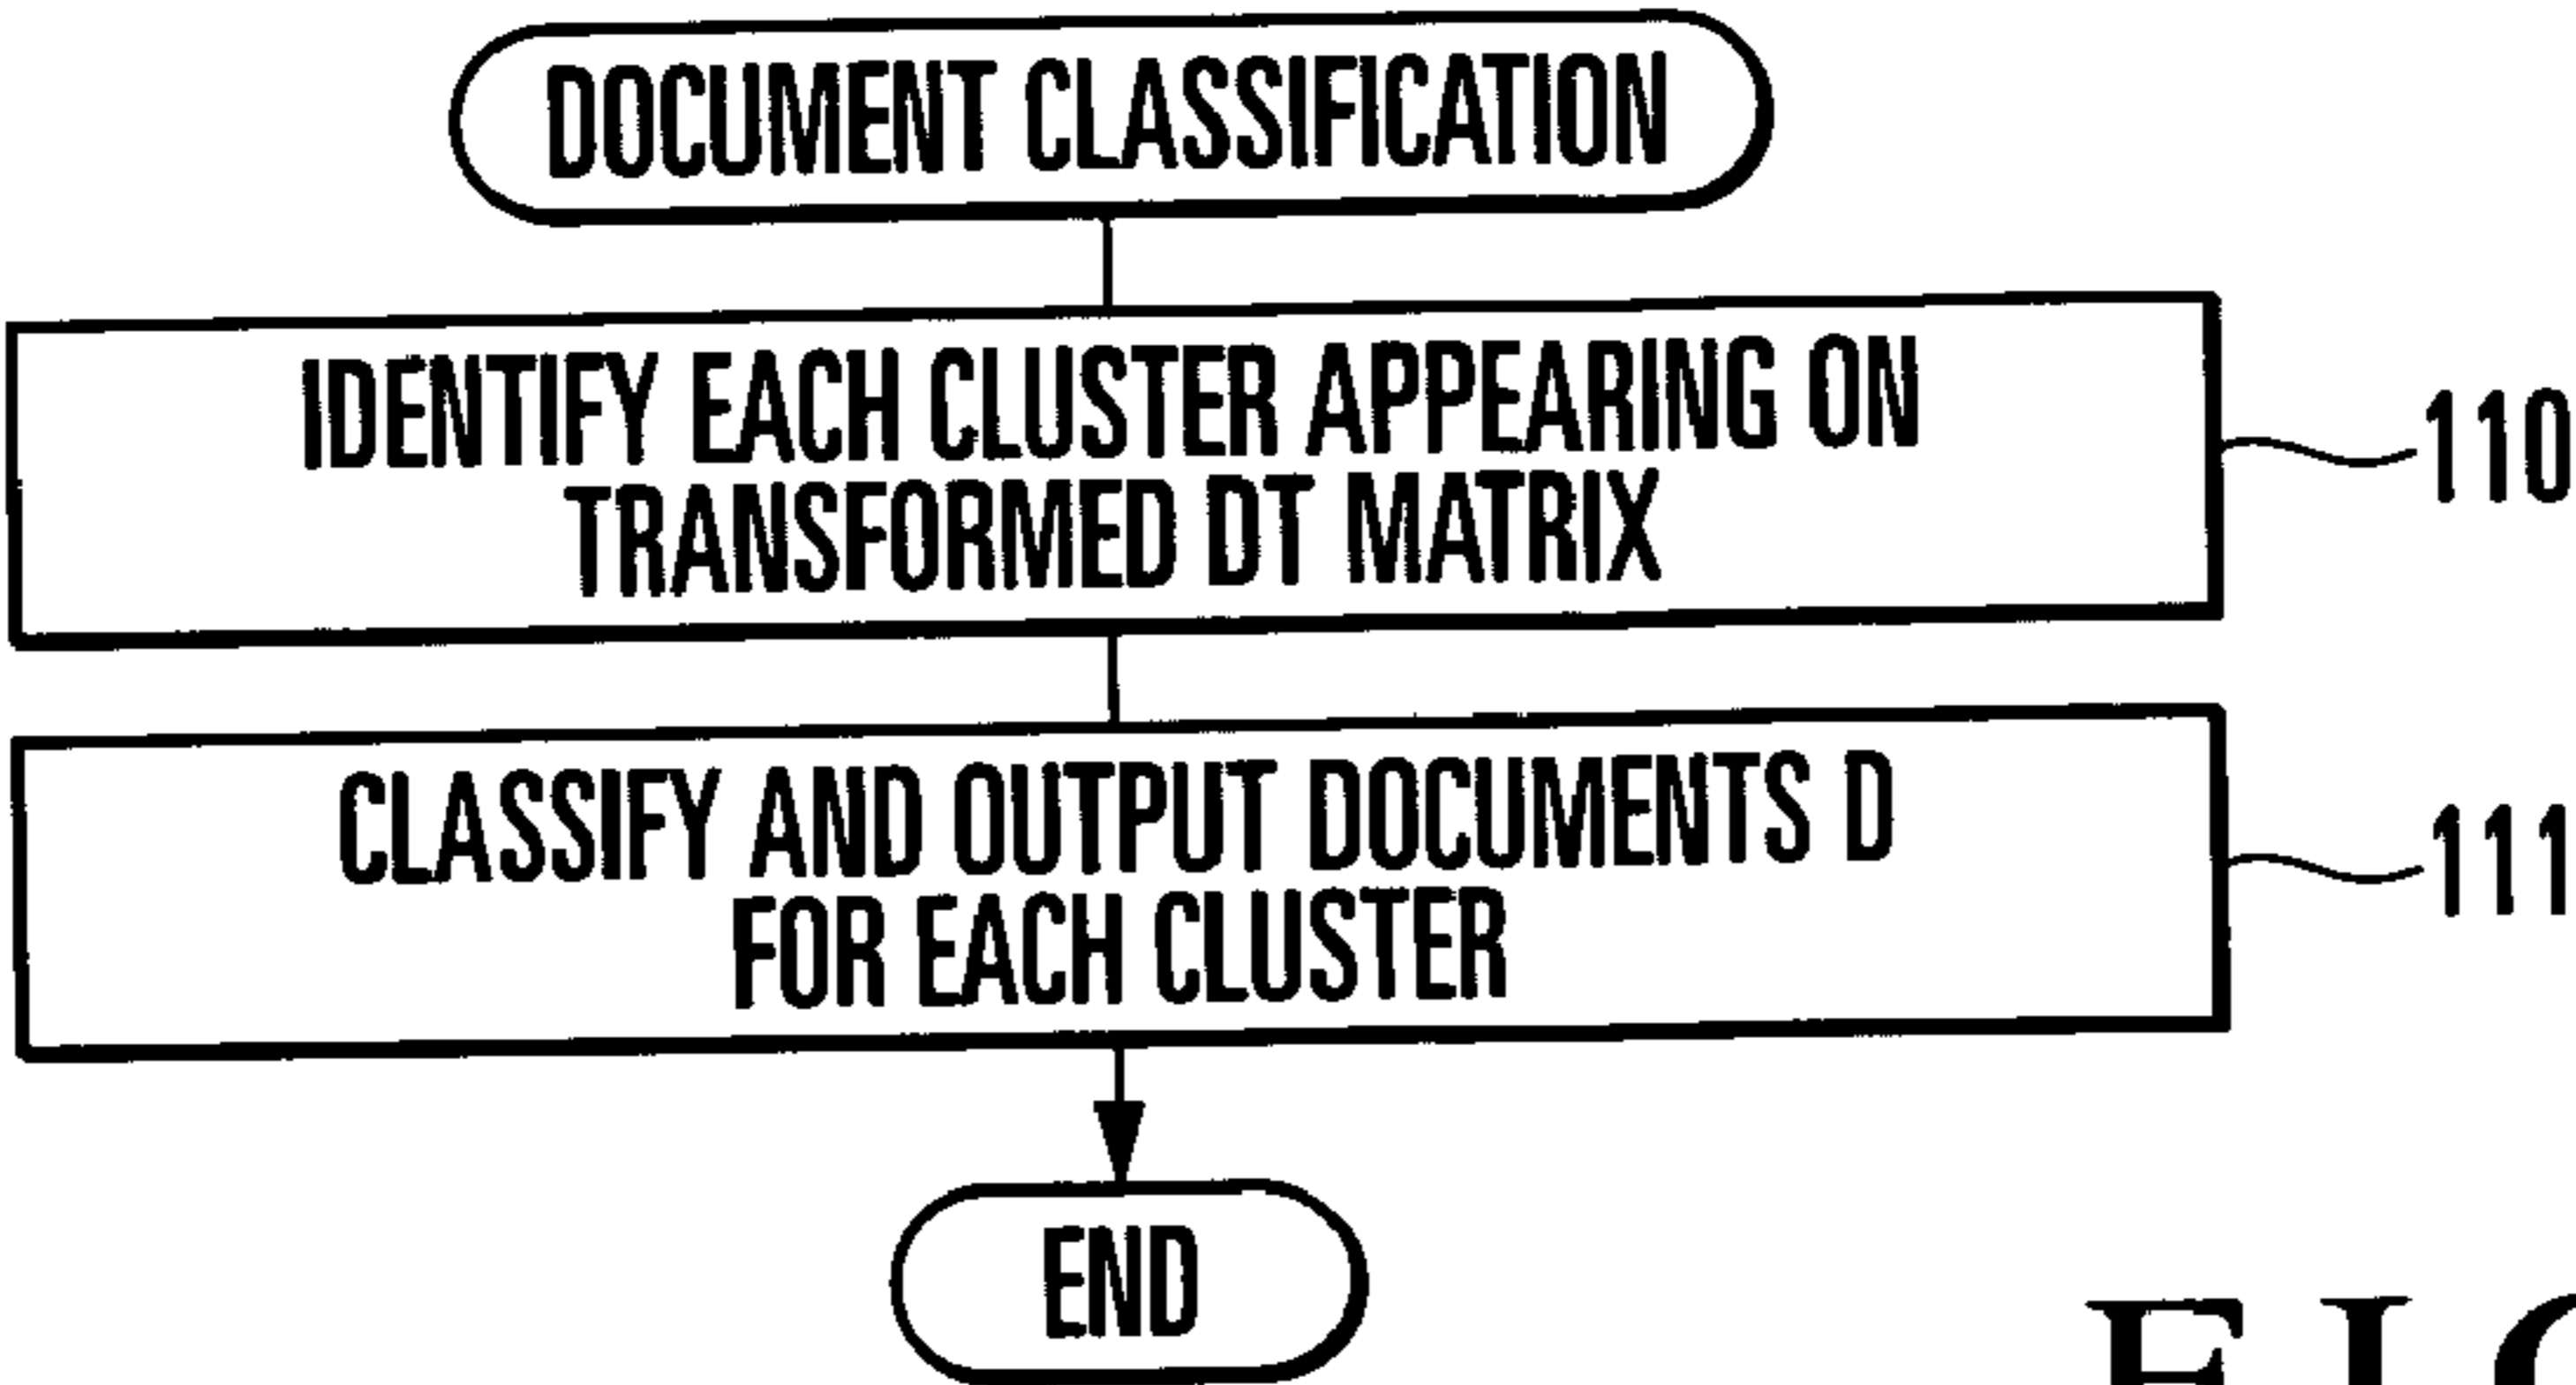 DOCUMENT CLASSIFICATION
IDENTIFY EACH CLUSTER APPEARING ON
TRANSFORMED DT MATRIX
110
CLASSIFY AND OUTPUT DOCUMENTS D
FOR EACH CLUSTER
111
END